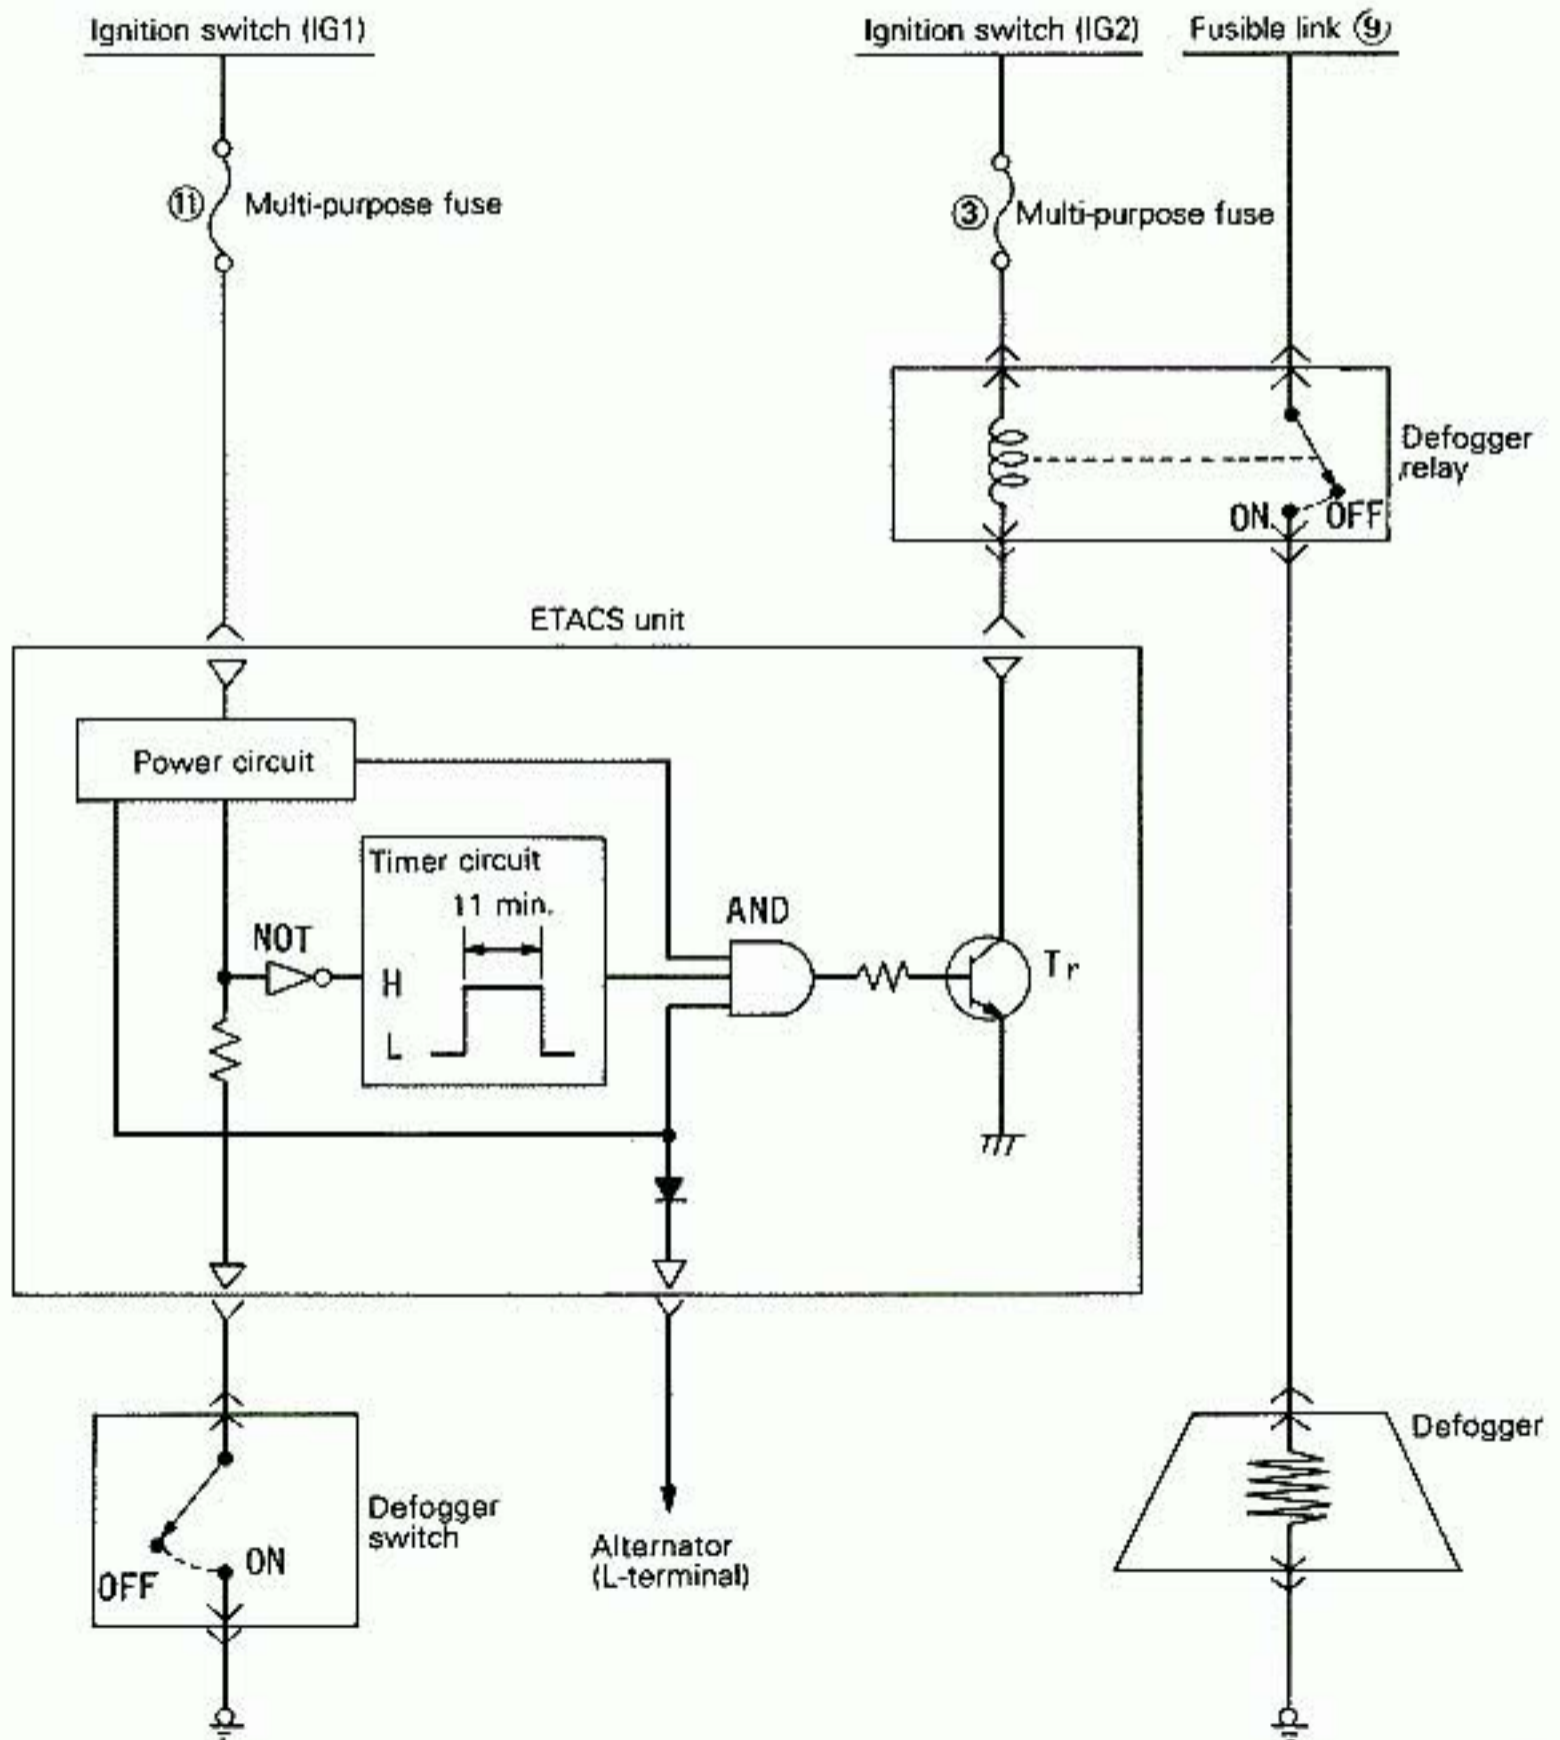 Ignition switch (IG1)
Ignition switch (IG2)
Fusible link ⑨
⑪ Multi-purpose fuse
③ Multi-purpose fuse
Defogger
relay
ON
OFF
ETACS unit
Power circuit
Timer circuit
11 min.
AND
NOT
H
Tr
L
Defogger
Defogger
switch
OFF
ON
Alternator
(L-terminal)